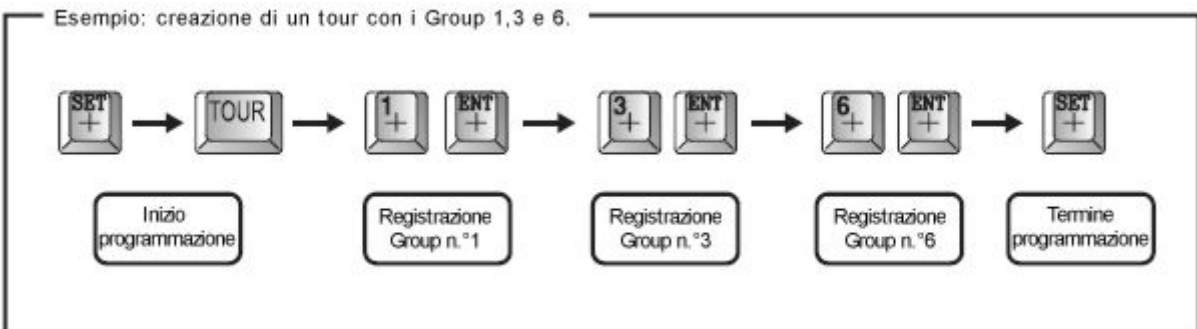 Esempio: creazione di un tour con i Group 1,3 e 6.
SET TOUR 1 ENT 3 ENT 6 ENT SET
Inizio programmazione
Registrazione Group n.°1
Registrazione Group n.°3
Registrazione Group n.°6
Termine programmazione